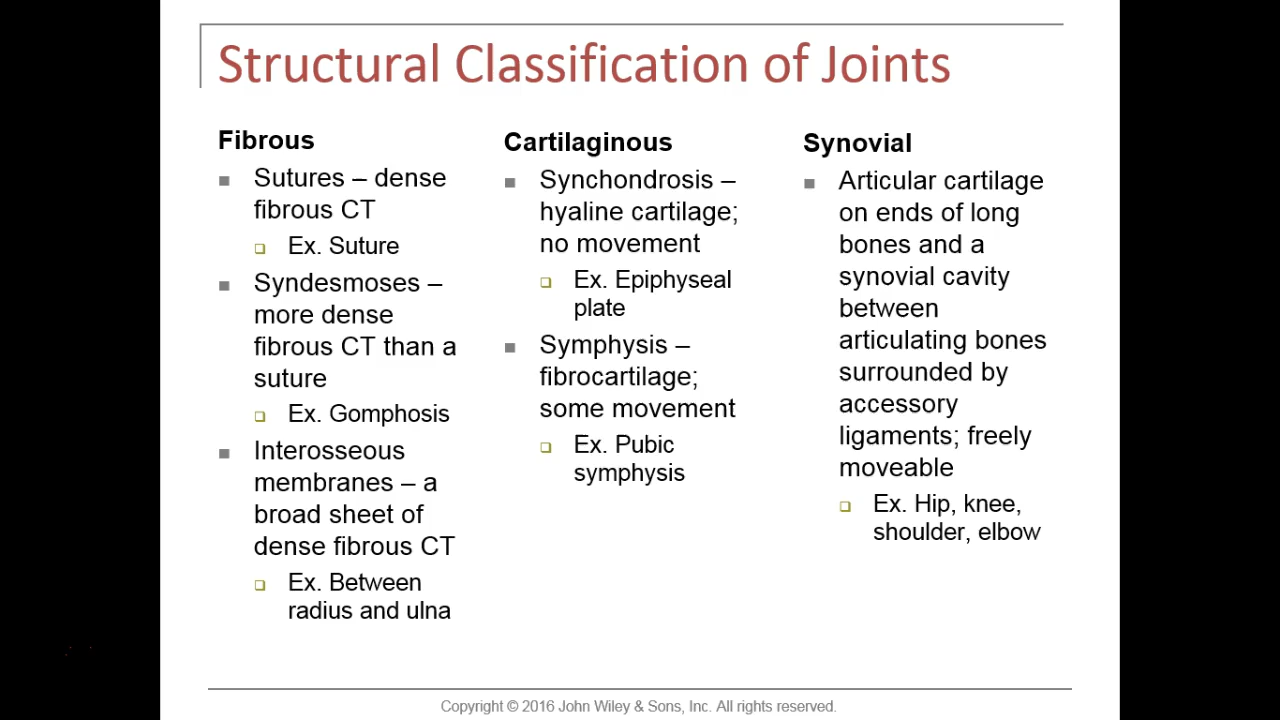 Structural Classification of Joints
Fibrous
Sutures – dense
fibrous CT
Ex. Suture
Syndesmoses –
more dense
fibrous CT than a
suture
Ex. Gomphosis
Interosseous
membranes – a
broad sheet of
dense fibrous CT
Ex. Between
radius and ulna
Cartilaginous
Synchondrosis –
hyaline cartilage;
no movement
Ex. Epiphyseal
plate
Symphysis –
fibrocartilage;
some movement
Ex. Pubic
symphysis
Synovial
Articular cartilage
on ends of long
bones and a
synovial cavity
between
articulating bones
surrounded by
accessory
ligaments; freely
moveable
Ex. Hip, knee,
shoulder, elbow
Copyright © 2016 John Wiley & Sons, Inc. All rights reserved.